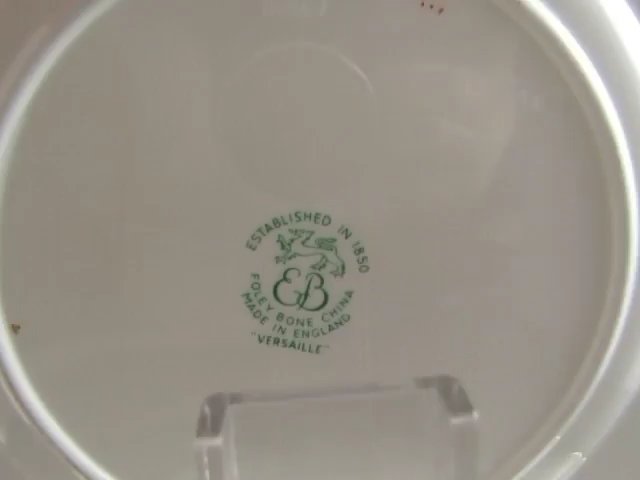 ESTABLISHED IN 1850
EB
FOLEY BONE CHINA
MADE IN ENGLAND
"VERSAILLE"